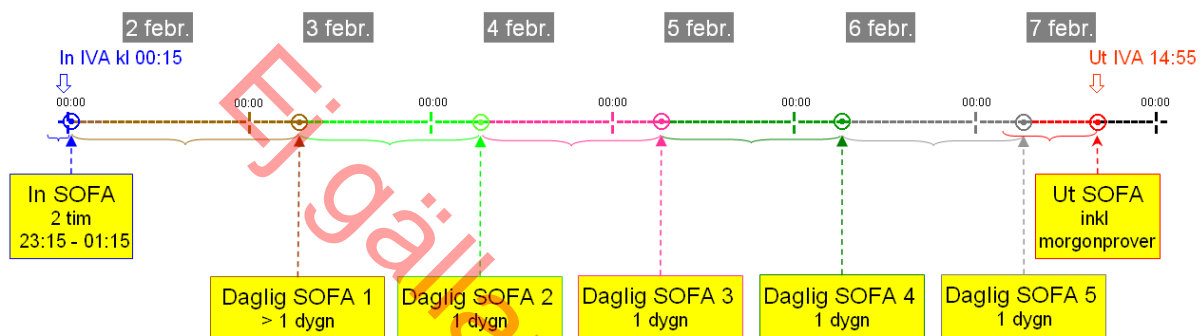 2 febr.
3 febr.
4 febr.
5 febr.
6 febr.
7 febr.
In IVA kl 00:15
Ut IVA 14:55
00:00
00:00
00:00
00:00
00:00
00:00
00:00
In SOFA
2 tim
23:15 - 01:15
Ut SOFA
inkl
morgonprover
Daglig SOFA 1
> 1 dygn
Daglig SOFA 2
1 dygn
Daglig SOFA 3
1 dygn
Daglig SOFA 4
1 dygn
Daglig SOFA 5
1 dygn
Ej gälla